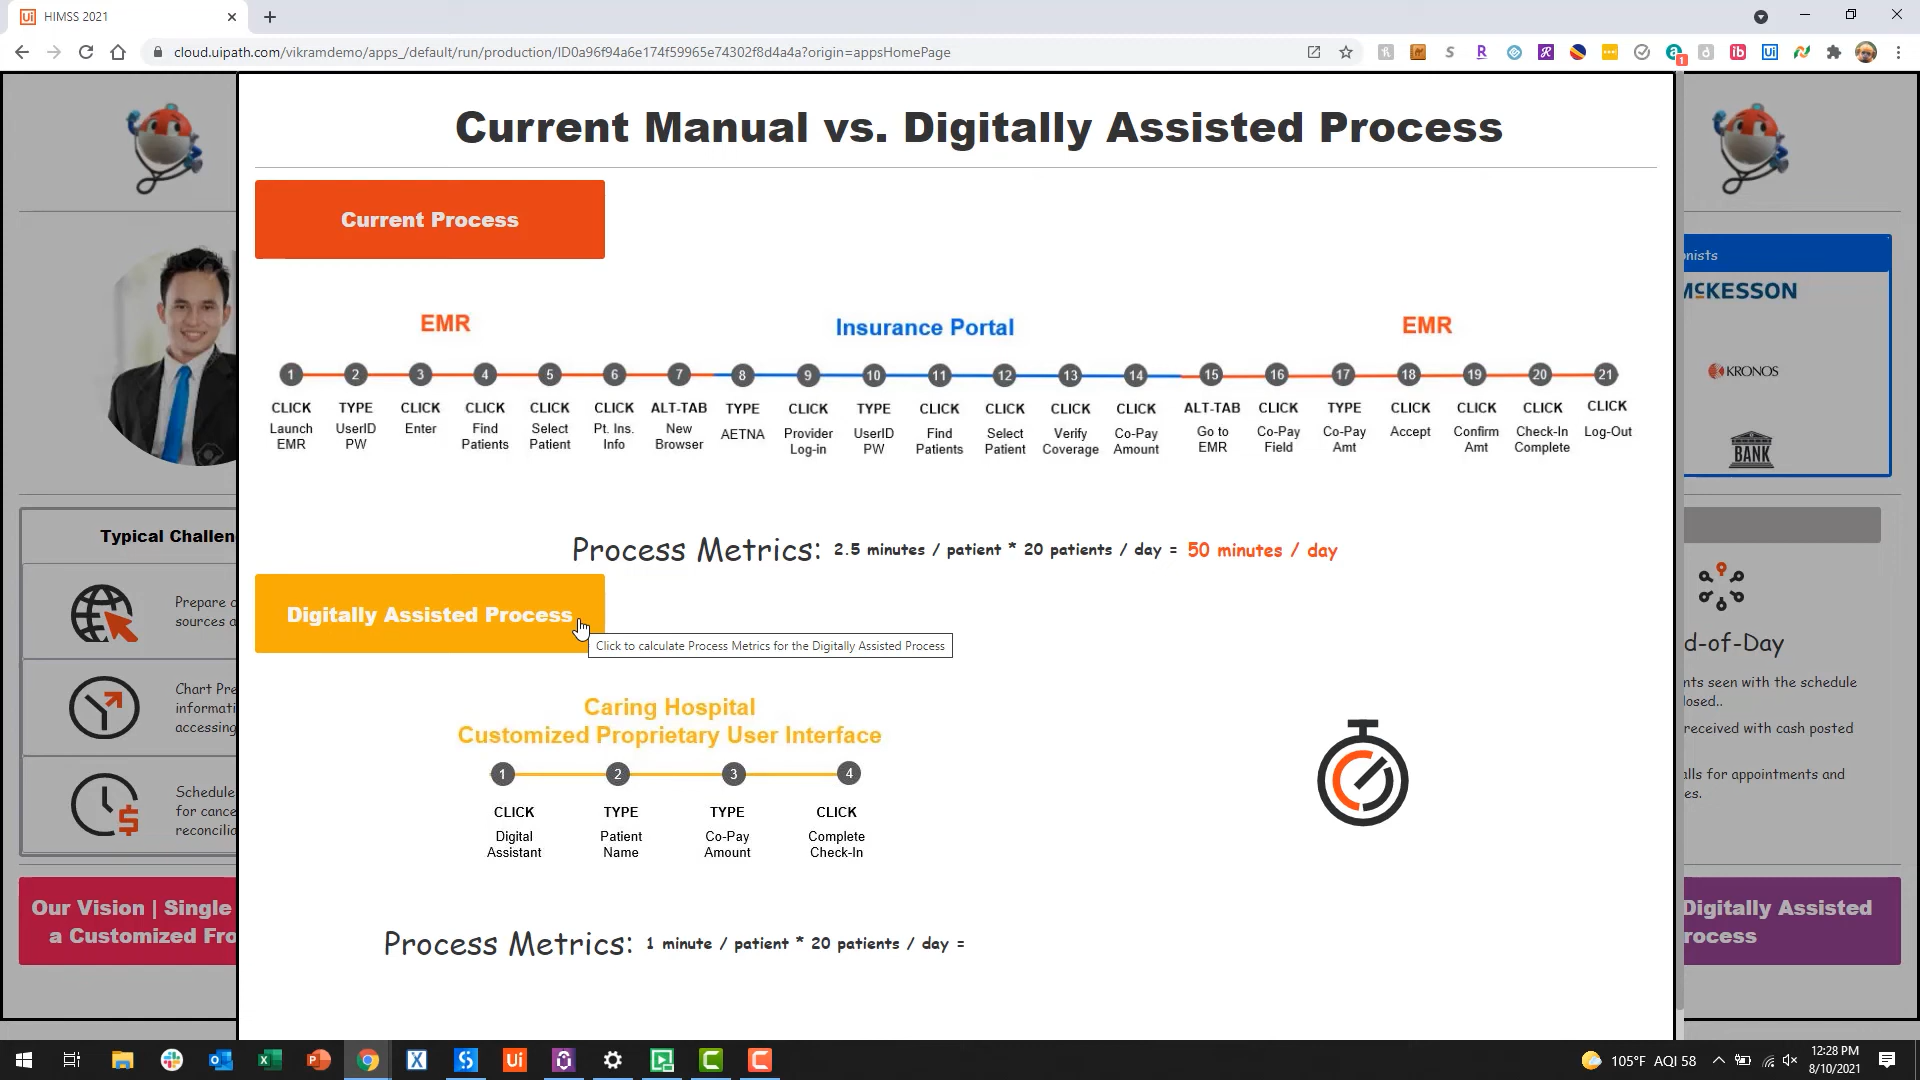 HIMSS 2021
cloud.uipath.com/vikramdemo/apps_/default/run/production/ID0a96f94a6e174f59965e74302f8d4a4a?origin=appsHomePage
Current Manual vs. Digitally Assisted Process
Current Process
EMR
Insurance Portal
EMR
1 2 3 4 5 6 7 8 9 10 11 12 13 14 15 16 17 18 19 20 21
CLICK TYPE CLICK CLICK CLICK CLICK ALT-TAB TYPE CLICK TYPE CLICK CLICK CLICK CLICK ALT-TAB CLICK TYPE CLICK CLICK CLICK CLICK
Launch UserID Enter Find Select Pt. Ins. New AETNA Provider UserID Find Select Verify Co-Pay Go to Co-Pay Co-Pay Accept Confirm Check-In Log-Out
EMR PW Patients Patient Info Browser Log-in PW Patients Patient Coverage Amount EMR Field Amt Amt Complete
Process Metrics: 2.5 minutes / patient * 20 patients / day = 50 minutes / day
Digitally Assisted Process
Click to calculate Process Metrics for the Digitally Assisted Process
Caring Hospital
Customized Proprietary User Interface
1 2 3 4
CLICK TYPE TYPE CLICK
Digital Patient Co-Pay Complete
Assistant Name Amount Check-In
Process Metrics: 1 minute / patient * 20 patients / day =
Typical Challen
Prepare
sources a
Chart Pre
informati
accessing
Schedule
for cance
reconcilia
Our Vision | Single
a Customized Fro
onists
MCKESSON
KRONOS
BANK
d-of-Day
nts seen with the schedule
losed..
received with cash posted
alls for appointments and
es.
Digitally Assisted
rocess
105°F AQI 58
12:28 PM
8/10/2021